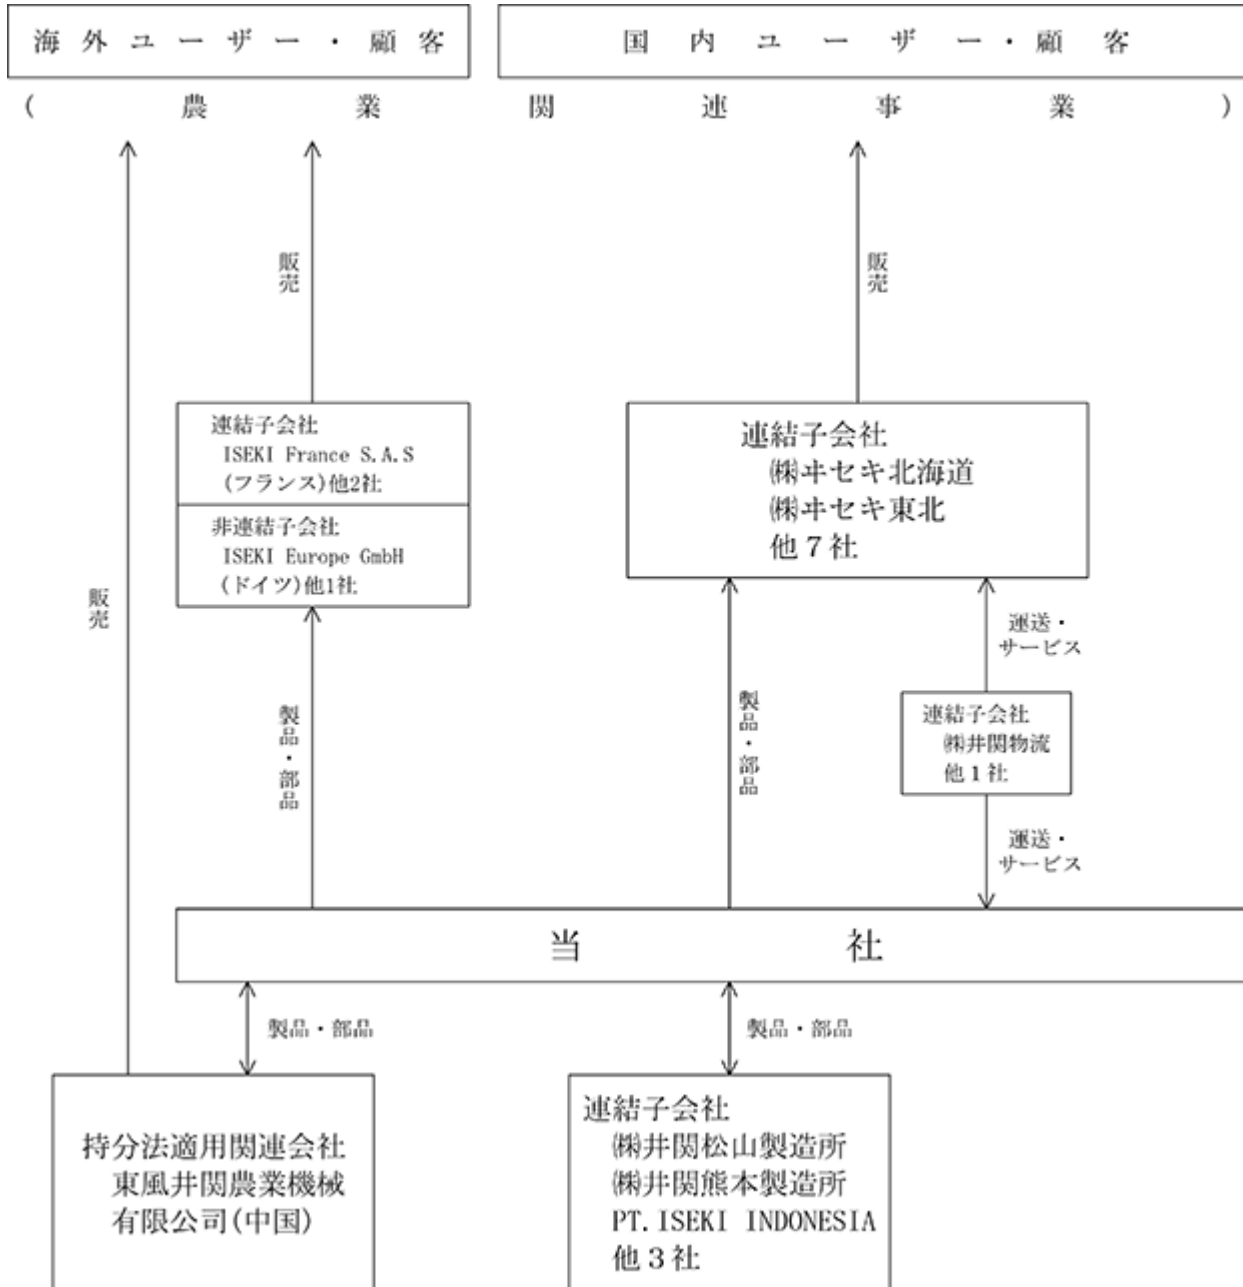 海外ユーザー・顧客
国内ユーザー・顧客
(農業関連事業)
販売
販売
連結子会社
ISEKI France S.A.S
(フランス)他2社
非連結子会社
ISEKI Europe GmbH
(ドイツ)他1社
連結子会社
㈱ヰセキ北海道
㈱ヰセキ東北
他７社
販売
運送・
サービス
製品・部品
製品・部品
連結子会社
㈱井関物流
他１社
運送・
サービス
当社
製品・部品
製品・部品
持分法適用関連会社
東風井関農業機械
有限公司(中国)
連結子会社
㈱井関松山製造所
㈱井関熊本製造所
PT.ISEKI INDONESIA
他３社